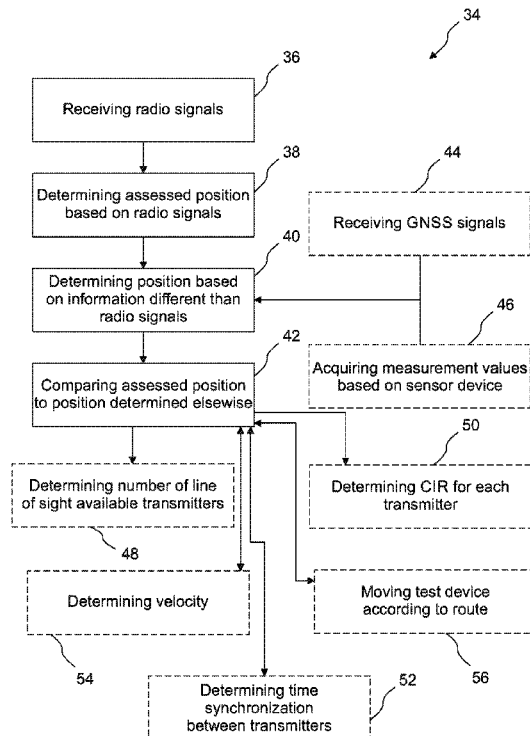 34
36
Receiving radio signals
38
Determining assessed position
based on radio signals
44
Receiving GNSS signals
40
Determining position based
on information different than
radio signals
46
Acquiring measurement values
based on sensor device
42
Comparing assessed position
to position determined elsewhere
50
Determining CIR for each
transmitter
Determining number of line
of sight available transmitters
48
Determining velocity
54
Moving test device
according to route
56
52
Determining time
synchronization
between transmitters